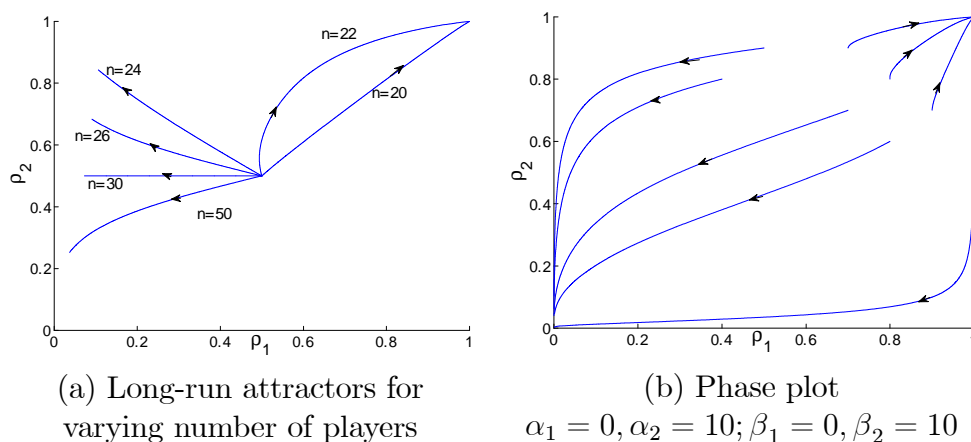 1
0.8
0.6
0.4
0.2
0
ρ2
n=22
n=24
n=20
n=26
n=30
n=50
0 0.2 0.4 0.6 0.8 1
ρ1
(a) Long-run attractors for
varying number of players
1
0.8
0.6
0.4
0.2
0
ρ2
0 0.2 0.4 0.6 0.8 1
ρ1
(b) Phase plot
α1 = 0, α2 = 10; β1 = 0, β2 = 10